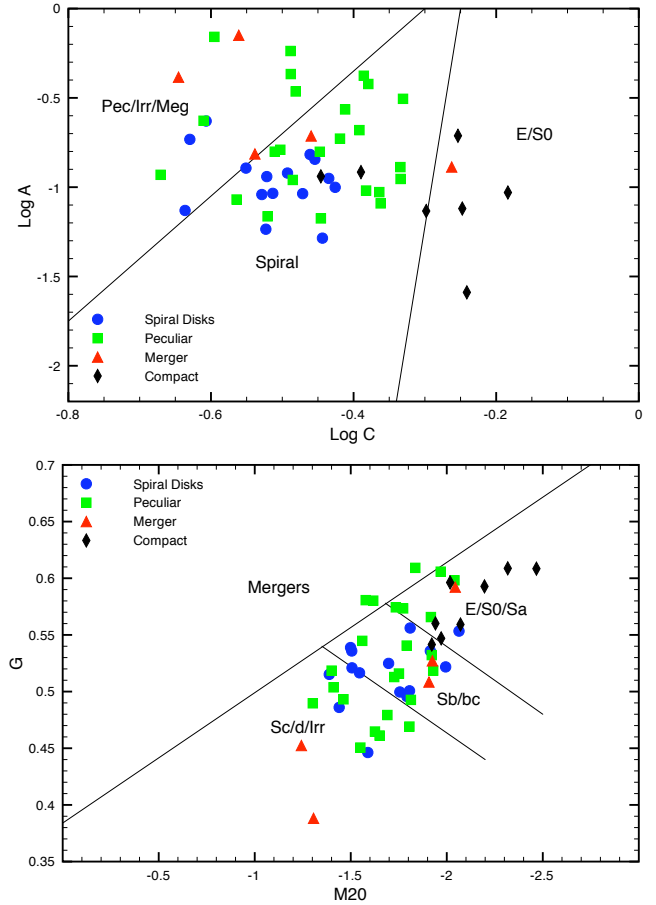 0
-0.5
-1
-1.5
-2
Log A
Pec/Irr/Meg
E/S0
Spiral
Spiral Disks
Peculiar
Merger
Compact
-0.8
-0.6
-0.4
-0.2
0
Log C
0.7
0.65
0.6
0.55
0.5
0.45
0.4
0.35
G
Spiral Disks
Peculiar
Merger
Compact
Mergers
E/S0/Sa
Sb/bc
Sc/d/Irr
-0.5
-1
-1.5
-2
-2.5
M20